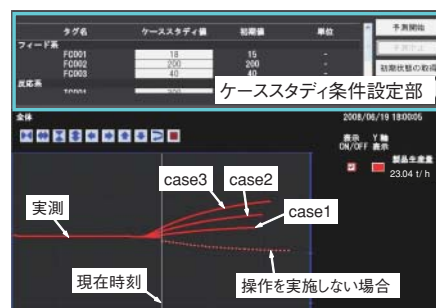 タグ名 ケーススタディ値 初期値 単位
予測開始
フィード系
FC001 18 15 -
FC002 200 200 -
FC003 40 40 -
初期状態の取得
反応系
ケーススタディ条件設定部
全体 2008/06/19 18:00:05
表示 ON/OFF
Y 軸 表示
製品生産量
23.04 t/h
case3
case2
case1
実測
現在時刻
操作を実施しない場合